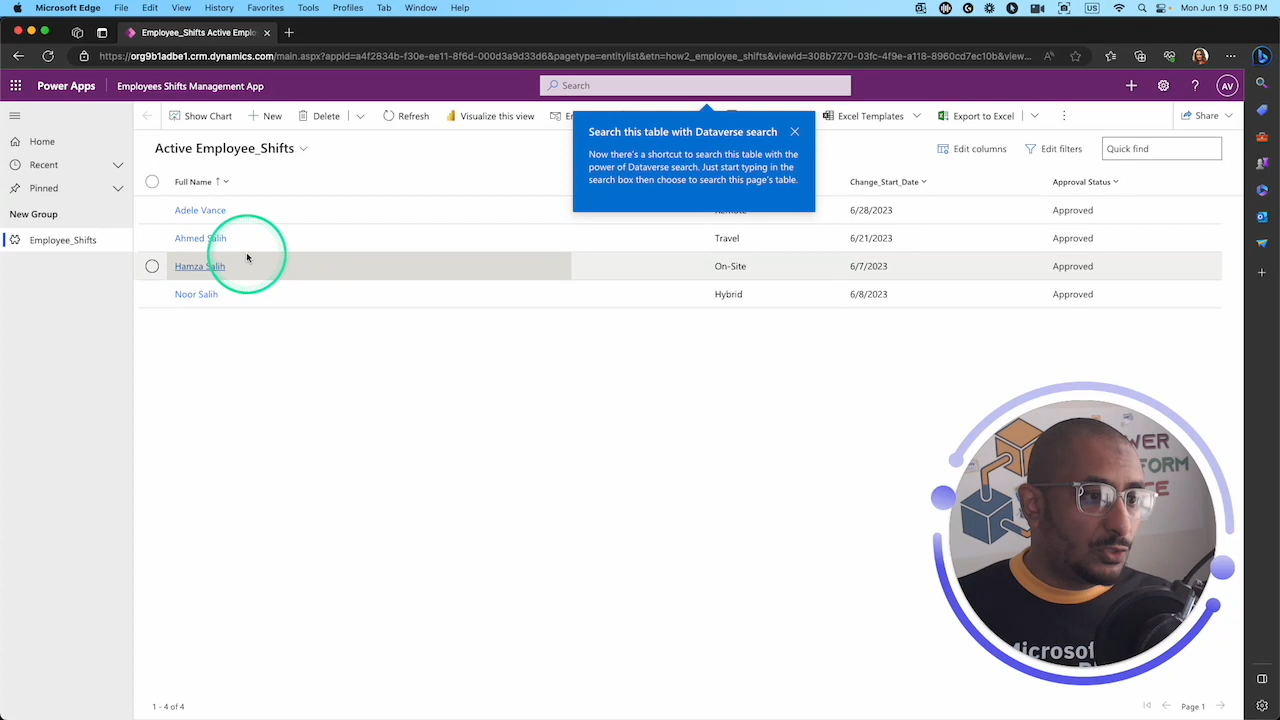 Microsoft Edge File Edit View History Favorites Tools Profiles Tab Window Help Mon Jun 19 5:50 PM
Employee_Shifts Active Emplo
https://org9b1adbe1.crm.dynamics.com/main.aspx?appid=a4f2834b-f30e-ee11-8f6d-000d3a9d33d6&pagetype=entitylist&etn=how2_employee_shifts&viewid=308b7270-03fc-4f9e-a118-8960cd7ec10b&view...
Power Apps Employees Shifts Management App Search AV
Show Chart New Delete Refresh Visualize this view Excel Templates Export to Excel Share
Search this table with Dataverse search
Now there's a shortcut to search this table with the
power of Dataverse search. Just start typing in the
search box then choose to search this page's table.
Home
Recent
Pinned
New Group
Employee_Shifts
Active Employee_Shifts Edit columns Edit filters Quick find
Full Name Change_Start_Date Approval Status
Adele Vance Remote 6/28/2023 Approved
Ahmed Salih Travel 6/21/2023 Approved
Hamza Salih On-Site 6/7/2023 Approved
Noor Salih Hybrid 6/8/2023 Approved
1 - 4 of 4 Page 1
Microsof